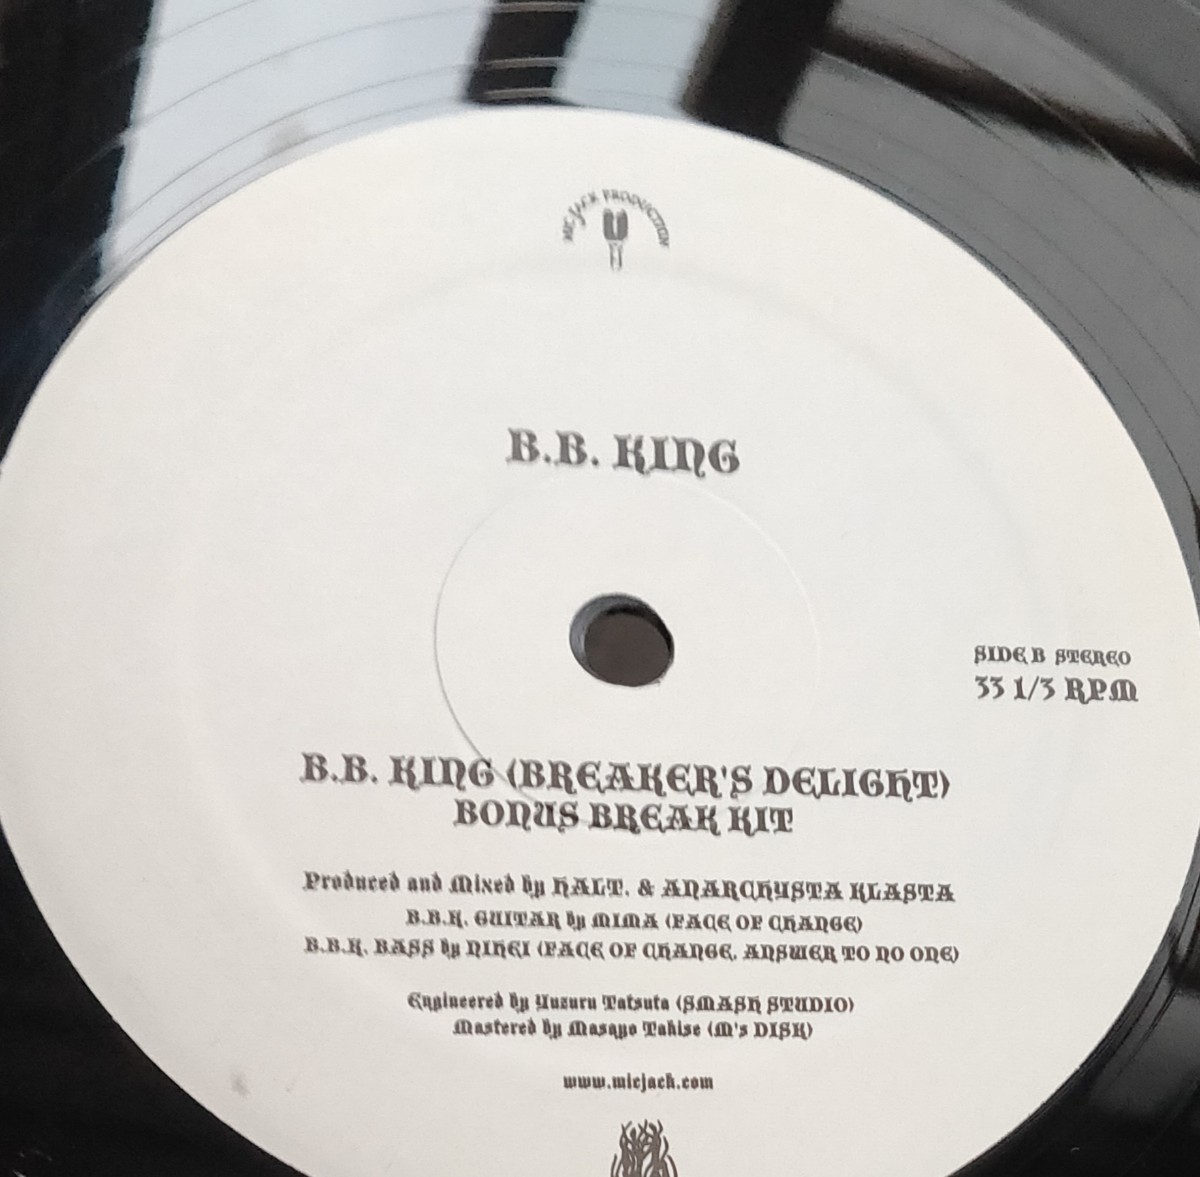 MIC JACK PRODUCTION
B.B. KING
SIDE B STEREO
33 1/3 RPM
B.B. KING (BREAKER'S DELIGHT)
BONUS BREAK KIT
Produced and Mixed by HALT. & ANARCHYSTA KLASTA
B.B.K. GUITAR by MIMA (FACE OF CHANGE)
B.B.K. BASS by NIHEI (FACE OF CHANGE, ANSWER TO NO ONE)
Engineered by Yuzuru Tatsuta (SMASH STUDIO)
Mastered by Masayo Takise (M's DISK)
www.micjack.com